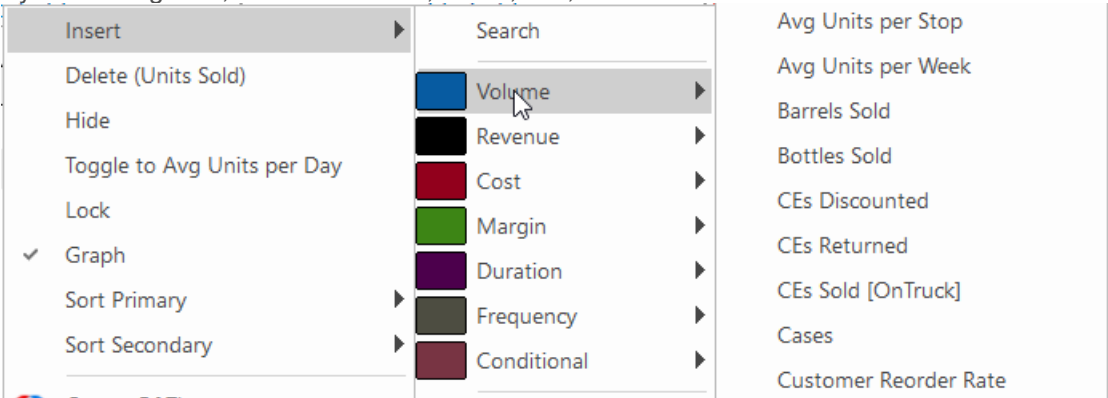 Insert
Delete (Units Sold)
Hide
Toggle to Avg Units per Day
Lock
Graph
Sort Primary
Sort Secondary
Search
Volume
Revenue
Cost
Margin
Duration
Frequency
Conditional
Avg Units per Stop
Avg Units per Week
Barrels Sold
Bottles Sold
CEs Discounted
CEs Returned
CEs Sold [OnTruck]
Cases
Customer Reorder Rate